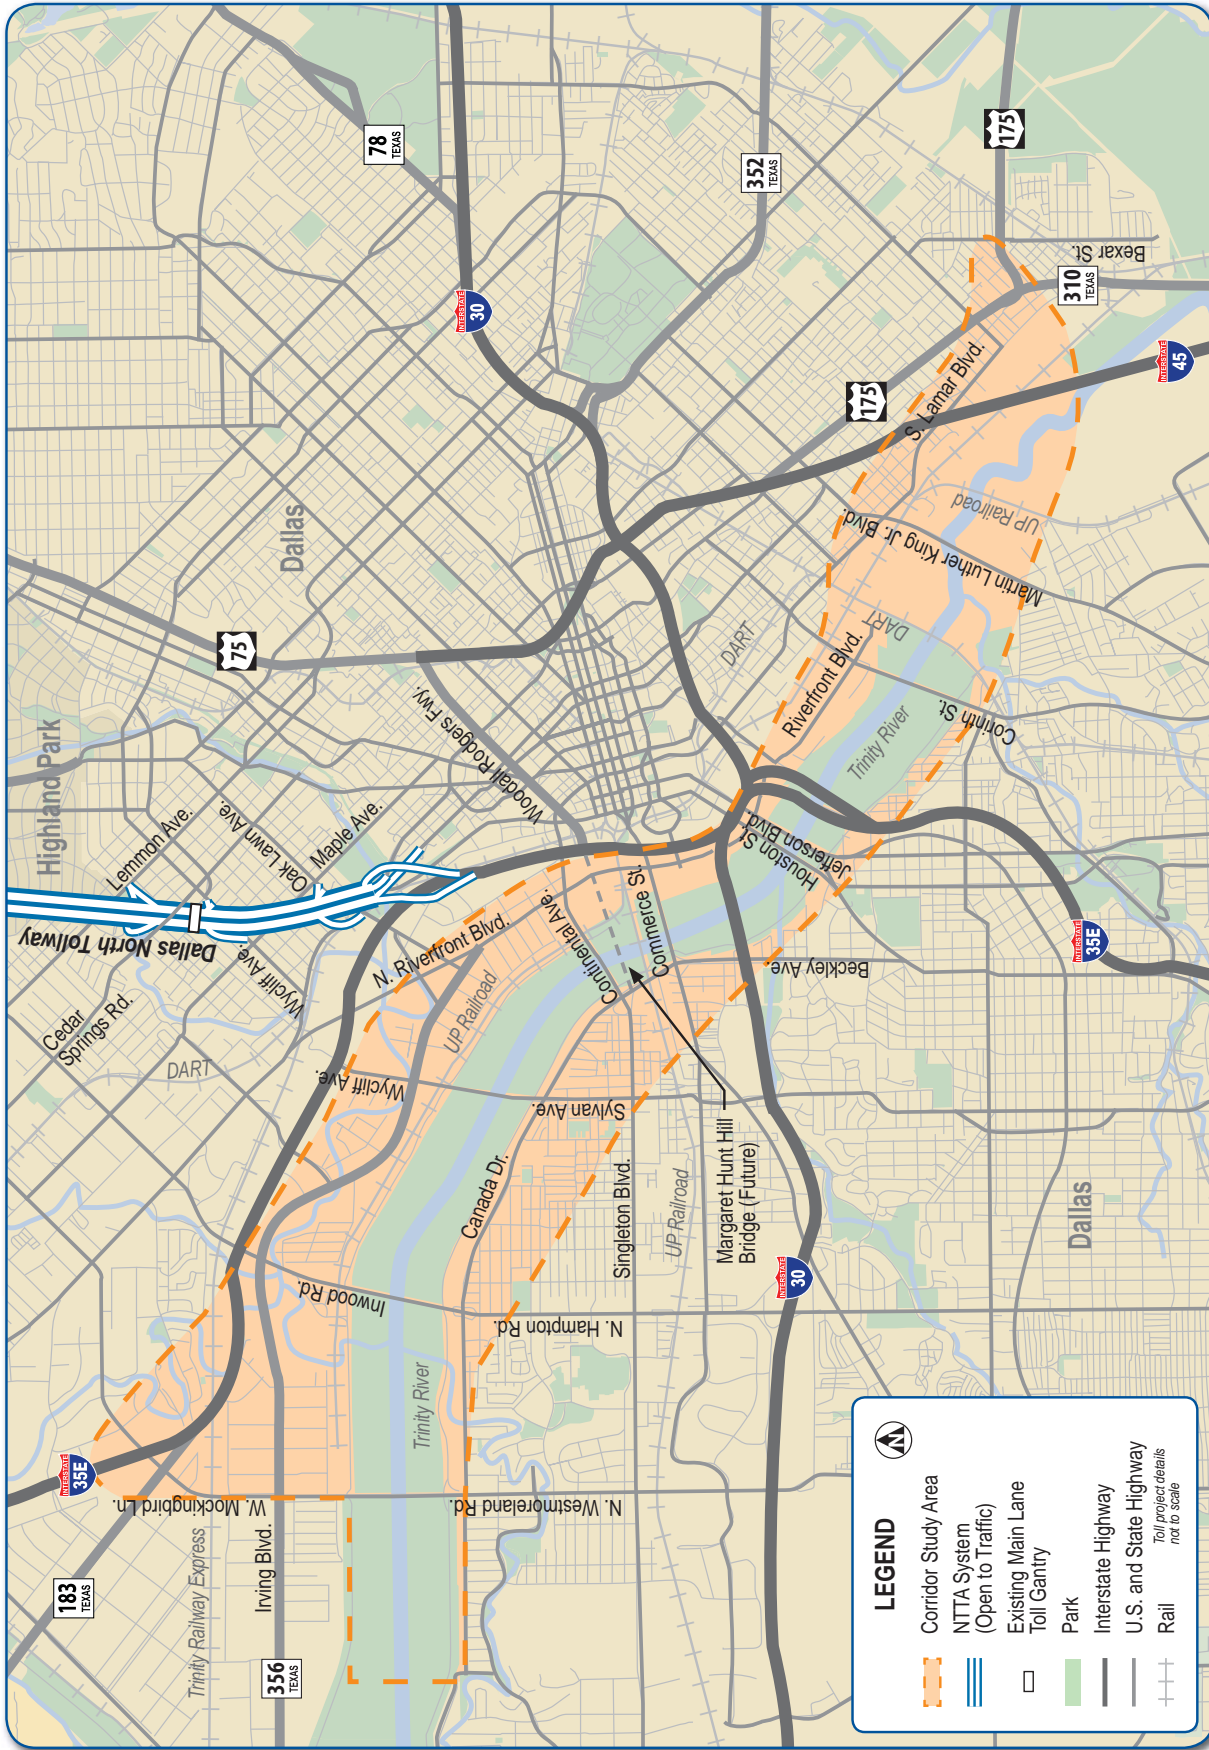 INTERSTATE
35E
183
TEXAS
W. Mockingbird Ln.
Trinity Railway Express
Irving Blvd.
356
TEXAS
N. Westmoreland Rd.
Trinity River
Inwood Rd.
N. Hampton Rd.
Canada Dr.
Singleton Blvd.
UP Railroad
Margaret Hunt Hill
Bridge (Future)
INTERSTATE
30
Dallas
Cedar
Springs Rd.
DART
Wycliff Ave.
Wycliff Ave.
Sylvan Ave.
Dallas North Tollway
Highland Park
Lemmon Ave.
Oak Lawn Ave.
Maple Ave.
N. Riverfront Blvd.
UP Railroad
Continental Ave.
Commerce St.
Beckley Ave.
Woodall Rodgers Fwy.
75
Dallas
Houston St.
Jefferson Blvd.
INTERSTATE
35E
Riverfront Blvd.
Trinity River
Corinth St.
DART
DART
Martin Luther King Jr. Blvd.
UP Railroad
S. Lamar Blvd.
175
INTERSTATE
45
310
TEXAS
Bexar St.
175
352
TEXAS
78
TEXAS
INTERSTATE
30
LEGEND
Corridor Study Area
NTTA System
(Open to Traffic)
Existing Main Lane
Toll Gantry
Park
Interstate Highway
U.S. and State Highway
Rail
Toll project details
not to scale
N